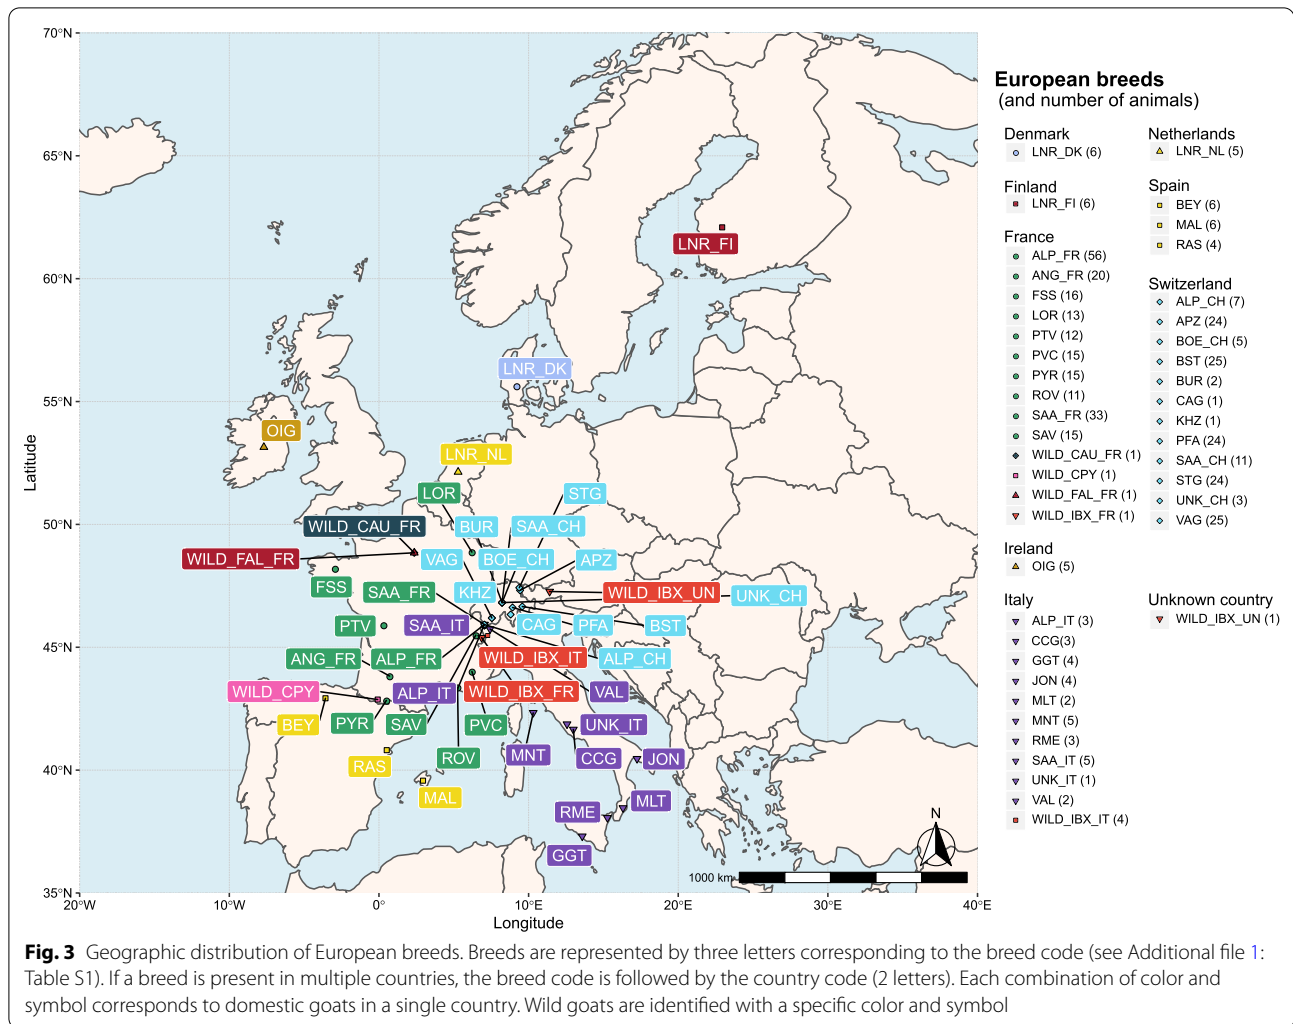 70°N
65°N
60°N
55°N
50°N
45°N
40°N
35°N
Latitude
20°W
10°W
0°
10°E
20°E
30°E
40°E
Longitude
LNR_FI
LNR_DK
OIG
LNR_NL
LOR
STG
WILD_CAU_FR
BUR
SAA_CH
WILD_FAL_FR
VAG
BOE_CH
APZ
FSS
SAA_FR
KHZ
WILD_IBX_UN
UNK_CH
PTV
SAA_IT
CAG
PFA
BST
ANG_FR
ALP_FR
WILD_IBX_IT
ALP_CH
WILD_CPY
ALP_IT
WILD_IBX_FR
VAL
BEY
PYR
SAV
PVC
UNK_IT
RAS
ROV
MNT
CCG
JON
MAL
RME
MLT
GGT
N
1000 km
European breeds
(and number of animals)
Denmark
LNR_DK (6)
Finland
LNR_FI (6)
France
ALP_FR (56)
ANG_FR (20)
FSS (16)
LOR (13)
PTV (12)
PVC (15)
PYR (15)
ROV (11)
SAA_FR (33)
SAV (15)
WILD_CAU_FR (1)
WILD_CPY (1)
WILD_FAL_FR (1)
WILD_IBX_FR (1)
Ireland
OIG (5)
Italy
ALP_IT (3)
CCG(3)
GGT (4)
JON (4)
MLT (2)
MNT (5)
RME (3)
SAA_IT (5)
UNK_IT (1)
VAL (2)
WILD_IBX_IT (4)
Netherlands
LNR_NL (5)
Spain
BEY (6)
MAL (6)
RAS (4)
Switzerland
ALP_CH (7)
APZ (24)
BOE_CH (5)
BST (25)
BUR (2)
CAG (1)
KHZ (1)
PFA (24)
SAA_CH (11)
STG (24)
UNK_CH (3)
VAG (25)
Unknown country
WILD_IBX_UN (1)
Fig. 3 Geographic distribution of European breeds. Breeds are represented by three letters corresponding to the breed code (see Additional file 1:
Table S1). If a breed is present in multiple countries, the breed code is followed by the country code (2 letters). Each combination of color and
symbol corresponds to domestic goats in a single country. Wild goats are identified with a specific color and symbol